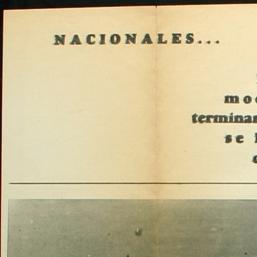 NACIONALES...
mo
terminar
se